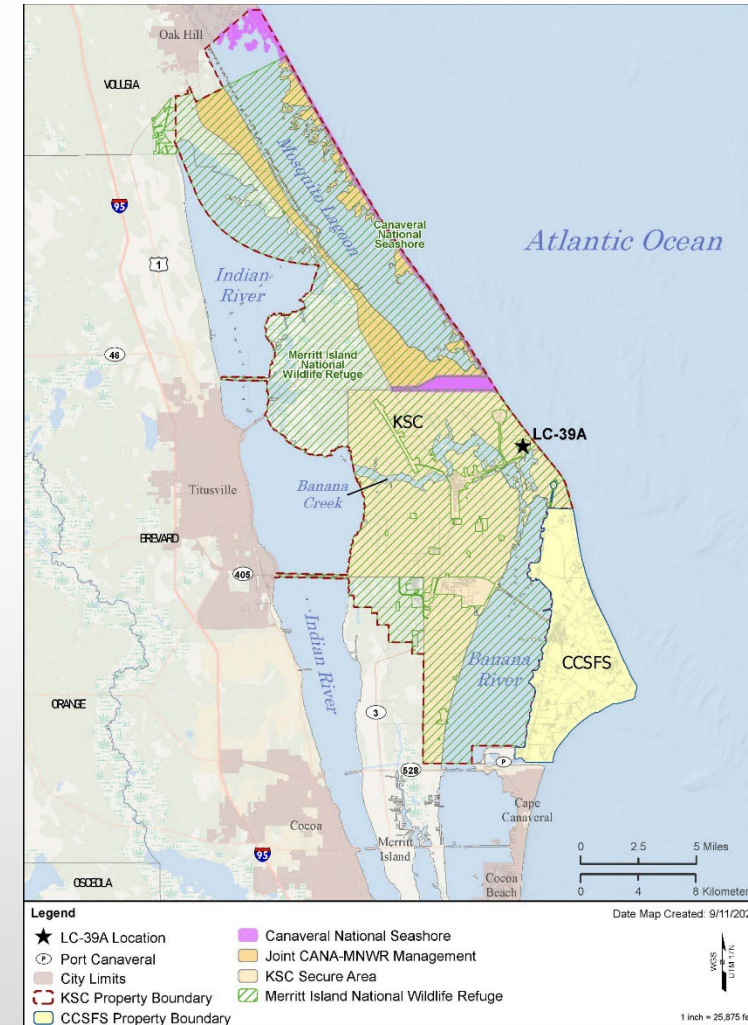 Oak Hill
VOLUSIA
95
Mosquito Lagoon
Canaveral
National
Seashore
Atlantic Ocean
1
Indian
River
46
Merritt Island
National
Wildlife Refuge
KSC
LC-39A
Banana
Creek
Titusville
BREVARD
405
Indian River
Banana
River
CCSFS
ORANGE
3
528
P
Cape
Canaveral
Cocoa
Merritt
Island
95
Cocoa
Beach
OSCEOLA
0 2.5 5 Miles
0 4 8 Kilometer
Legend
Date Map Created: 9/11/202
LC-39A Location
P Port Canaveral
City Limits
KSC Property Boundary
CCSFS Property Boundary
Canaveral National Seashore
Joint CANA-MNWR Management
KSC Secure Area
Merritt Island National Wildlife Refuge
WGS
UTM 17N
1 inch = 25,875 fe